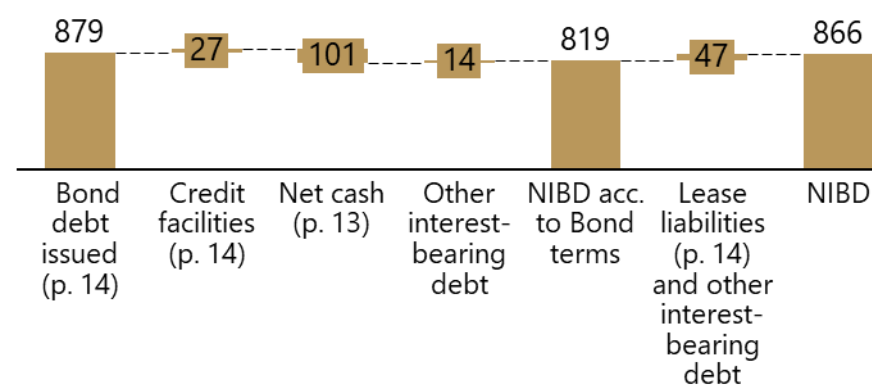 879
27
101
14
819
47
866
Bond
debt
issued
(p. 14)
Credit
facilities
(p. 14)
Net cash
(p. 13)
Other
interest-
bearing
debt
NIBD acc.
to Bond
terms
Lease
liabilities
(p. 14)
and other
interest-
bearing
debt
NIBD